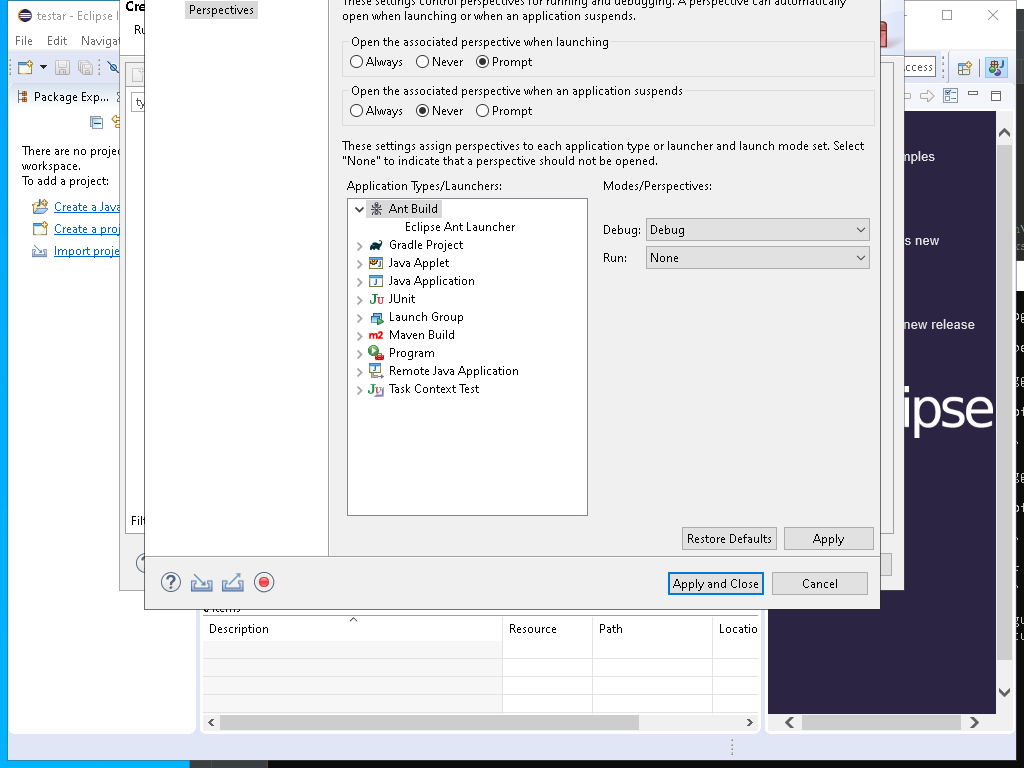 testar - Eclipse I
File Edit Navigat
Package Exp...
There are no proje
workspace.
To add a project:
Create a Java
Create a proj
Import proje
Cre
Ru
ty
Filt
Perspectives
These settings control perspectives for running and debugging. A perspective can automatically
open when launching or when an application suspends.
Open the associated perspective when launching
Always Never Prompt
Open the associated perspective when an application suspends
Always Never Prompt
These settings assign perspectives to each application type or launcher and launch mode set. Select
"None" to indicate that a perspective should not be opened.
Application Types/Launchers:
Modes/Perspectives:
Ant Build
Eclipse Ant Launcher
Gradle Project
Java Applet
Java Application
JUnit
Launch Group
Maven Build
Program
Remote Java Application
Task Context Test
Debug: Debug
Run: None
Restore Defaults
Apply
Apply and Close
Cancel
ccess
mples
s new
new release
ipse
0 items
Description Resource Path Locatio